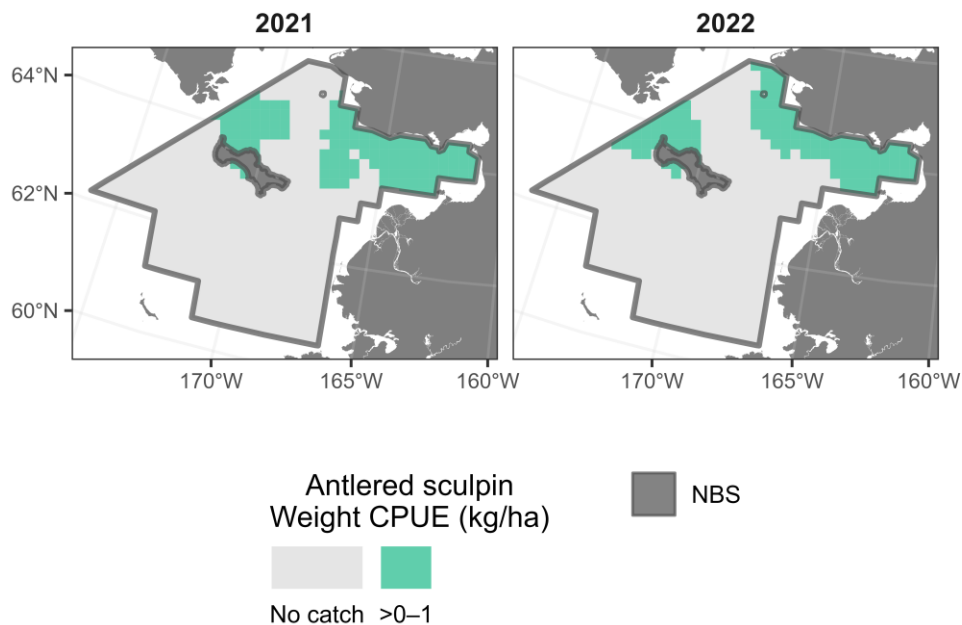 2021
2022
64°N
62°N
60°N
170°W
165°W
160°W
170°W
165°W
160°W
Antlered sculpin
Weight CPUE (kg/ha)
NBS
No catch
>0–1